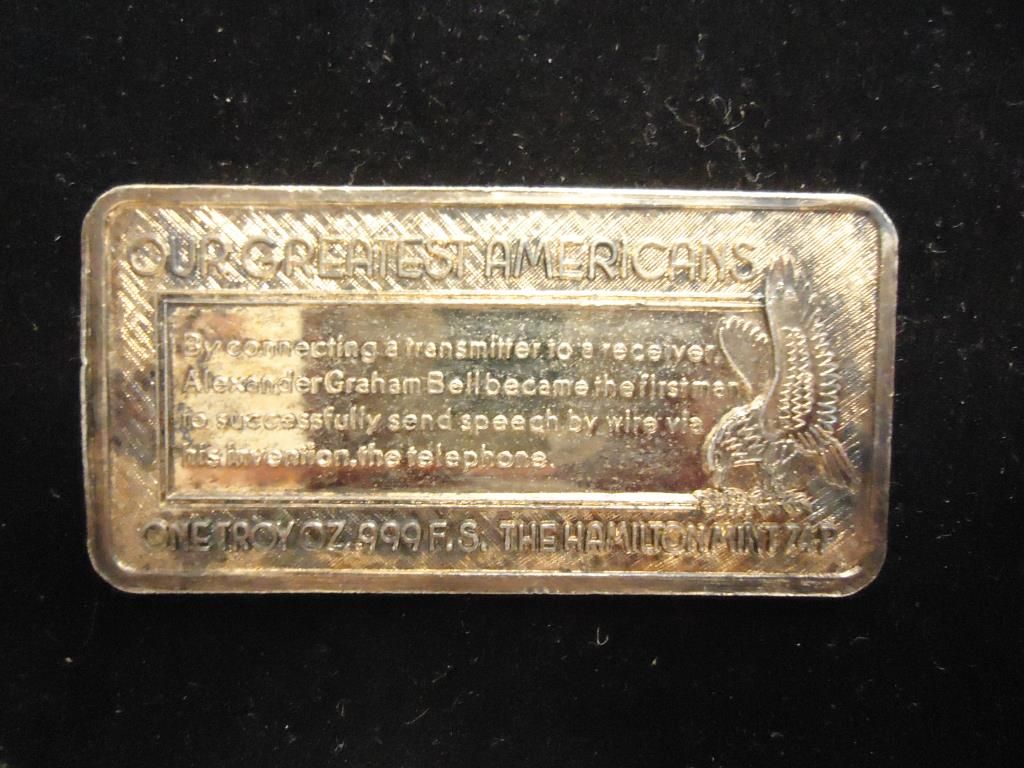 OUR GREATEST AMERICANS
By connecting a transmitter to a receiver,
Alexander Graham Bell became the first man
to successfully send speech by wire via
his invention, the telephone.
ONE TROY OZ. 999 F.S. THE HAMILTON MINT 74P